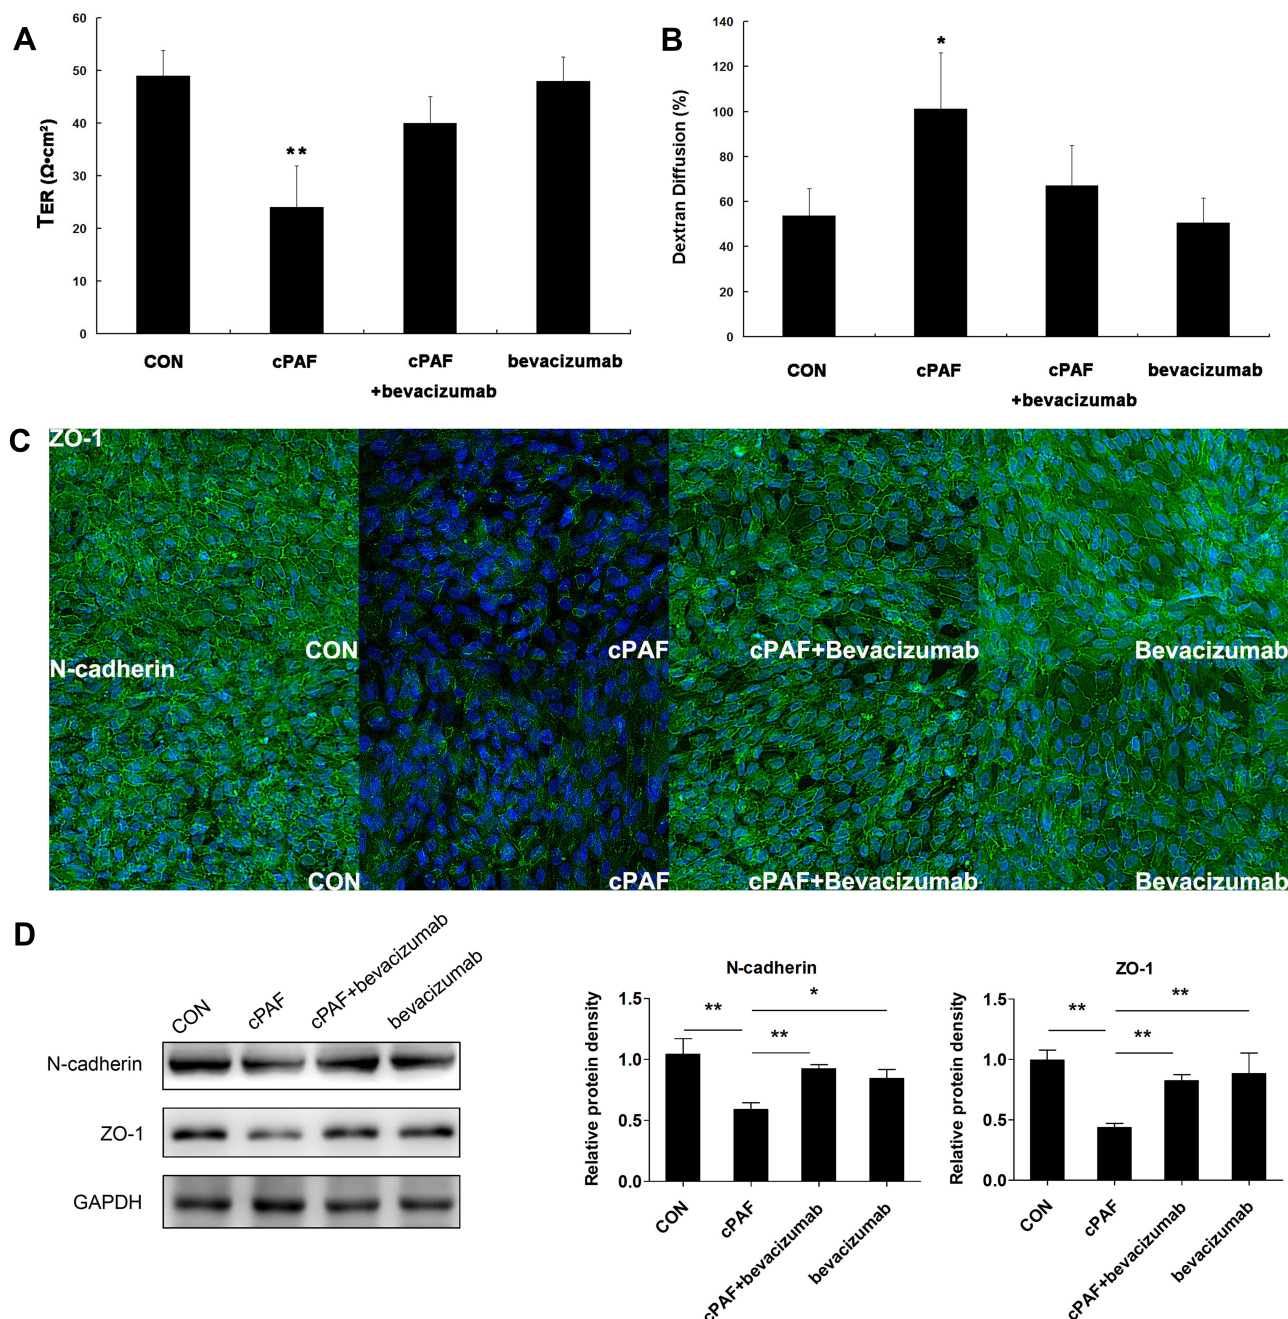 A
TER (Ω•cm²)
60
50
40
30
20
10
0
**
CON
cPAF
cPAF
+bevacizumab
bevacizumab
B
Dextran Diffusion (%)
140
120
100
80
60
40
20
0
*
CON
cPAF
cPAF
+bevacizumab
bevacizumab
C
ZO-1
CON
cPAF
cPAF+Bevacizumab
Bevacizumab
N-cadherin
CON
cPAF
cPAF+Bevacizumab
Bevacizumab
D
CON
cPAF
cPAF+bevacizumab
bevacizumab
N-cadherin
ZO-1
GAPDH
N-cadherin
Relative protein density
1.5
1.0
0.5
0.0
**
*
**
CON
cPAF
cPAF+bevacizumab
bevacizumab
ZO-1
Relative protein density
1.5
1.0
0.5
0.0
**
**
**
CON
cPAF
cPAF+bevacizumab
bevacizumab